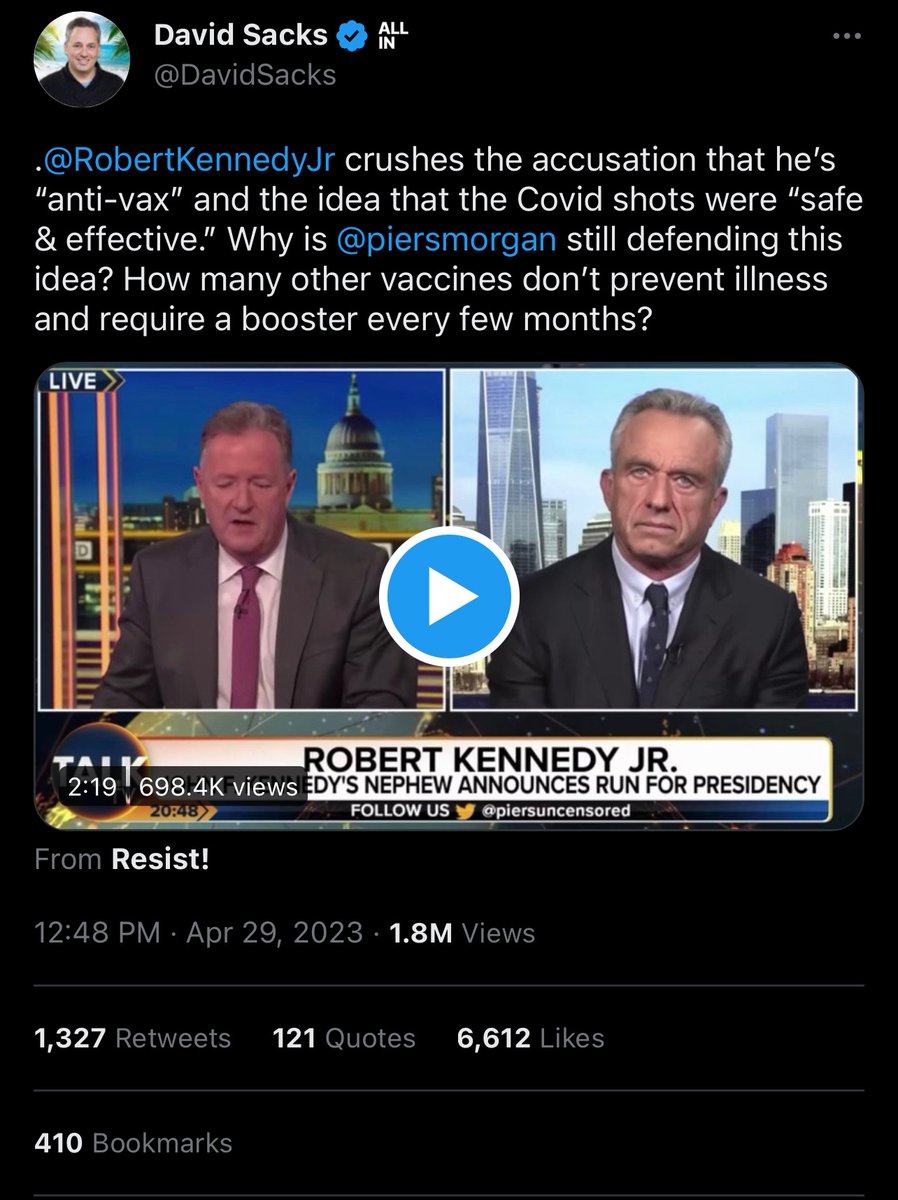 David Sacks ALL IN
@DavidSacks
.@RobertKennedyJr crushes the accusation that he’s
“anti-vax” and the idea that the Covid shots were “safe
& effective.” Why is @piersmorgan still defending this
idea? How many other vaccines don’t prevent illness
and require a booster every few months?
LIVE
TALK
ROBERT KENNEDY JR.
KENNEDY'S NEPHEW ANNOUNCES RUN FOR PRESIDENCY
2:19 698.4K views
20:48
FOLLOW US @piersuncensored
From Resist!
12:48 PM · Apr 29, 2023 · 1.8M Views
1,327 Retweets 121 Quotes 6,612 Likes
410 Bookmarks